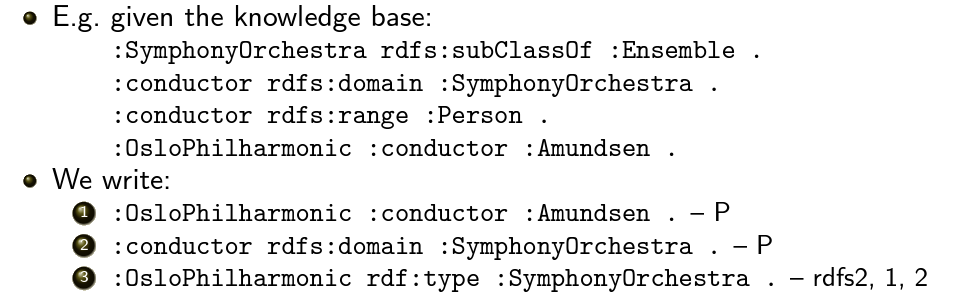 • E.g. given the knowledge base:
:SymphonyOrchestra rdfs:subClassOf :Ensemble .
:conductor rdfs:domain :SymphonyOrchestra .
:conductor rdfs:range :Person .
:OsloPhilharmonic :conductor :Amundsen .
• We write:
1 :OsloPhilharmonic :conductor :Amundsen . – P
2 :conductor rdfs:domain :SymphonyOrchestra . – P
3 :OsloPhilharmonic rdf:type :SymphonyOrchestra . – rdfs2, 1, 2